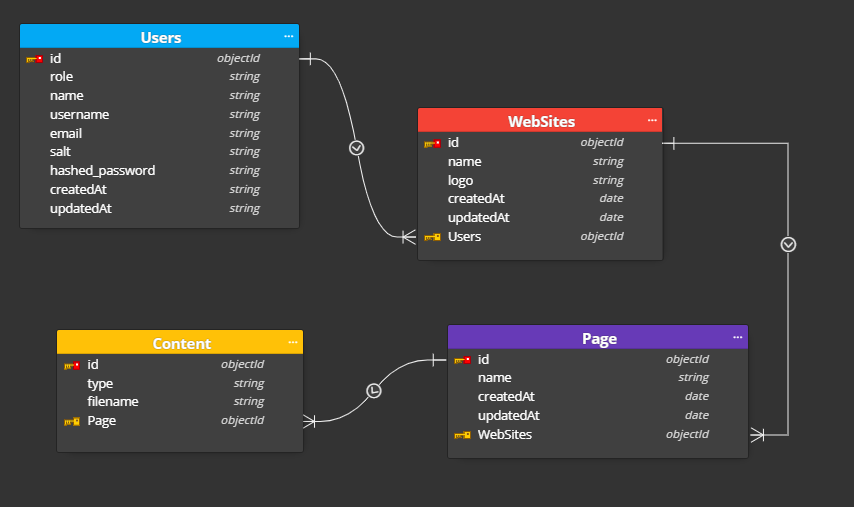 Users ...
id objectId
role string
name string
username string
email string
salt string
hashed_password string
createdAt string
updatedAt string
WebSites ...
id objectId
name string
logo string
createdAt date
updatedAt date
Users objectId
Content ...
id objectId
type string
filename string
Page objectId
Page ...
id objectId
name string
createdAt date
updatedAt date
WebSites objectId